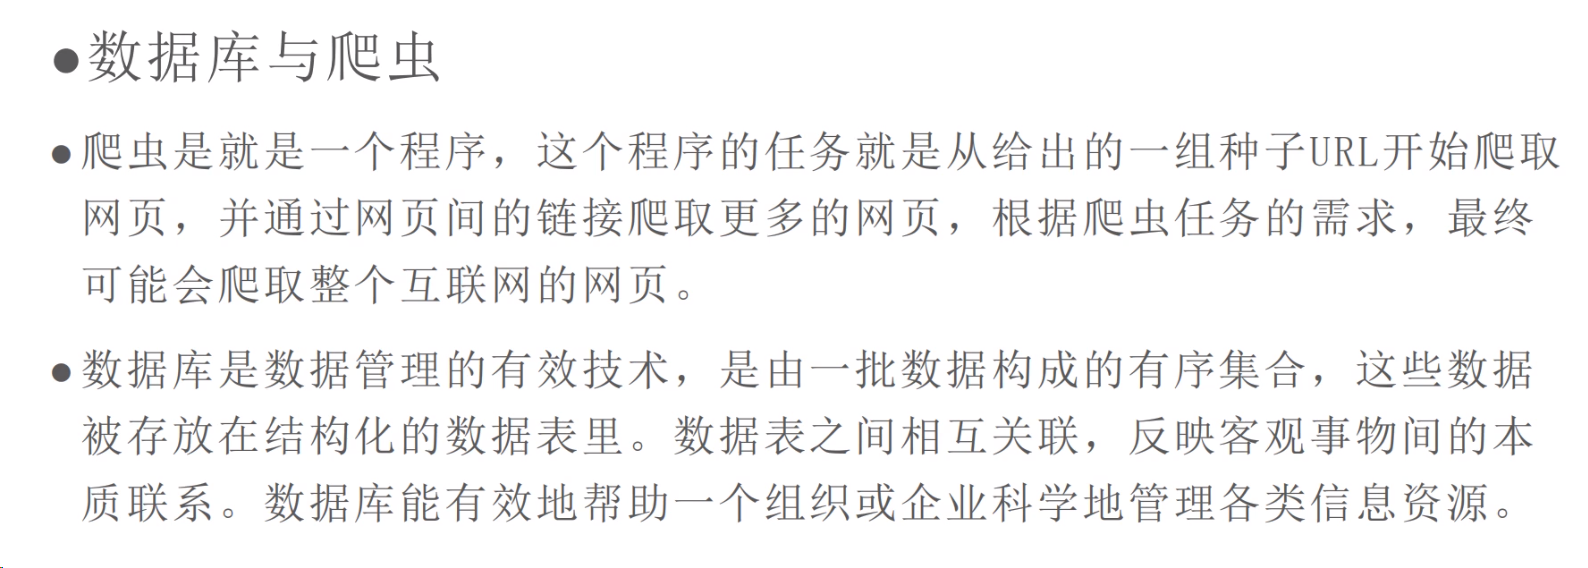 ●数据库与爬虫
●爬虫是就是一个程序，这个程序的任务就是从给出的一组种子URL开始爬取
网页，并通过网页间的链接爬取更多的网页，根据爬虫任务的需求，最终
可能会爬取整个互联网的网页。
●数据库是数据管理的有效技术，是由一批数据构成的有序集合，这些数据
被存放在结构化的数据表里。数据表之间相互关联，反映客观事物间的本
质联系。数据库能有效地帮助一个组织或企业科学地管理各类信息资源。